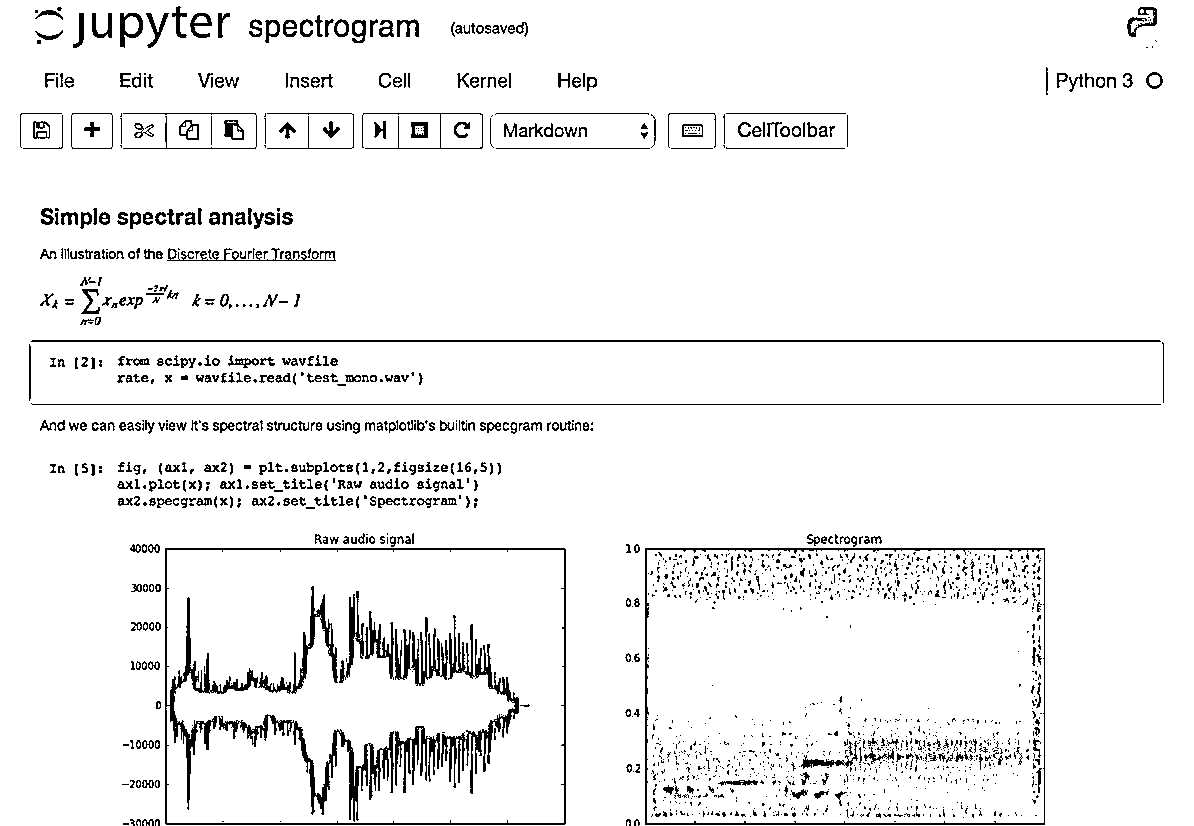 jupyter spectrogram (autosaved)
File Edit View Insert Cell Kernel Help Python 3
Markdown CellToolbar
Simple spectral analysis
An illustration of the Discrete Fourier Transform
X_k = ∑_{n=0}^{N-1} x_n exp^{\frac{-2πi}{N}kn} k = 0, . . . , N - 1
In [2]: from scipy.io import wavfile
rate, x = wavfile.read('test_mono.wav')
And we can easily view it's spectral structure using matplotlib's builtin specgram routine:
In [5]: fig, (ax1, ax2) = plt.subplots(1,2,figsize(16,5))
ax1.plot(x); ax1.set_title('Raw audio signal')
ax2.specgram(x); ax2.set_title('Spectrogram');
Raw audio signal
40000
30000
20000
10000
0
−10000
−20000
−30000
Spectrogram
1.0
0.8
0.6
0.4
0.2
0.0